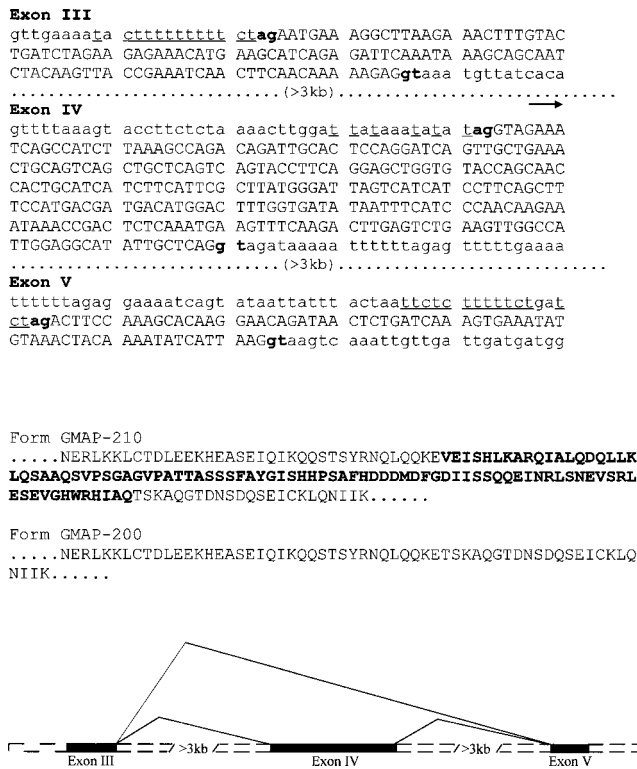 Exon III
gttgaaaata ctttttttttt ctagAATGAA AGGCTTAAGA AACTTTGTAC
TGATCTAGAA GAGAAACATG AAGCATCAGA GATTCAAATA AAGCAGCAAT
CTACAAGTTA CCGAAATCAA CTTCAACAAA AAGAGgtaaa tgttatcaca
..........................(>3kb)..............................
Exon IV
gttttaaagt accttctcta aaacttggat tataaatata tagGTAGAAA
TCAGCCATCT TAAAGCCAGA CAGATTGCAC TCCAGGATCA GTTGCTGAAA
CTGCAGTCAG CTGCTCAGTC AGTACCTTCA GGAGCTGGTG TACCAGCAAC
CACTGCATCA TCTTCATTCG CTTATGGGAT TAGTCATCAT CCTTCAGCTT
TCCATGACGA TGACATGGAC TTTGGTGATA TAATTTCATC CCAACAAGAA
ATAAACCGAC TCTCAAATGA AGTTTCAAGA CTTGAGTCTG AAGTTGGCCA
TTGGAGGCAT ATTGCTCAGg tagataaaaa ttttttagag tttttgaaaa
..........................(>3kb)..............................
Exon V
ttttttagag gaaaatcagt ataattattt actaattctc tttttctgat
ctagACTTCC AAAGCACAAG GAACAGATAA CTCTGATCAA AGTGAAATAT
GTAAACTACA AAATATCATT AAGgtaagtc aaattgttga ttgatgatgg
Form GMAP-210
.....NERLKKLCTDLEEKHEASEIQIKQQSTSYRNQLQQKEVEISHLKARQIALQDQLLK
LQSAAQSVPSGAGVPATTASSSFAYGISHHPSAFHDDDMDFGDIISSQQEINRLSNEVSRL
ESEVGHWRHIAQTSKAQGTDNSDQSEICKLQNIIK......
Form GMAP-200
.....NERLKKLCTDLEEKHEASEIQIKQQSTSYRNQLQQKETSKAQGTDNSDQSEICKLQ
NIIK......
>3kb >3kb
Exon III Exon IV Exon V